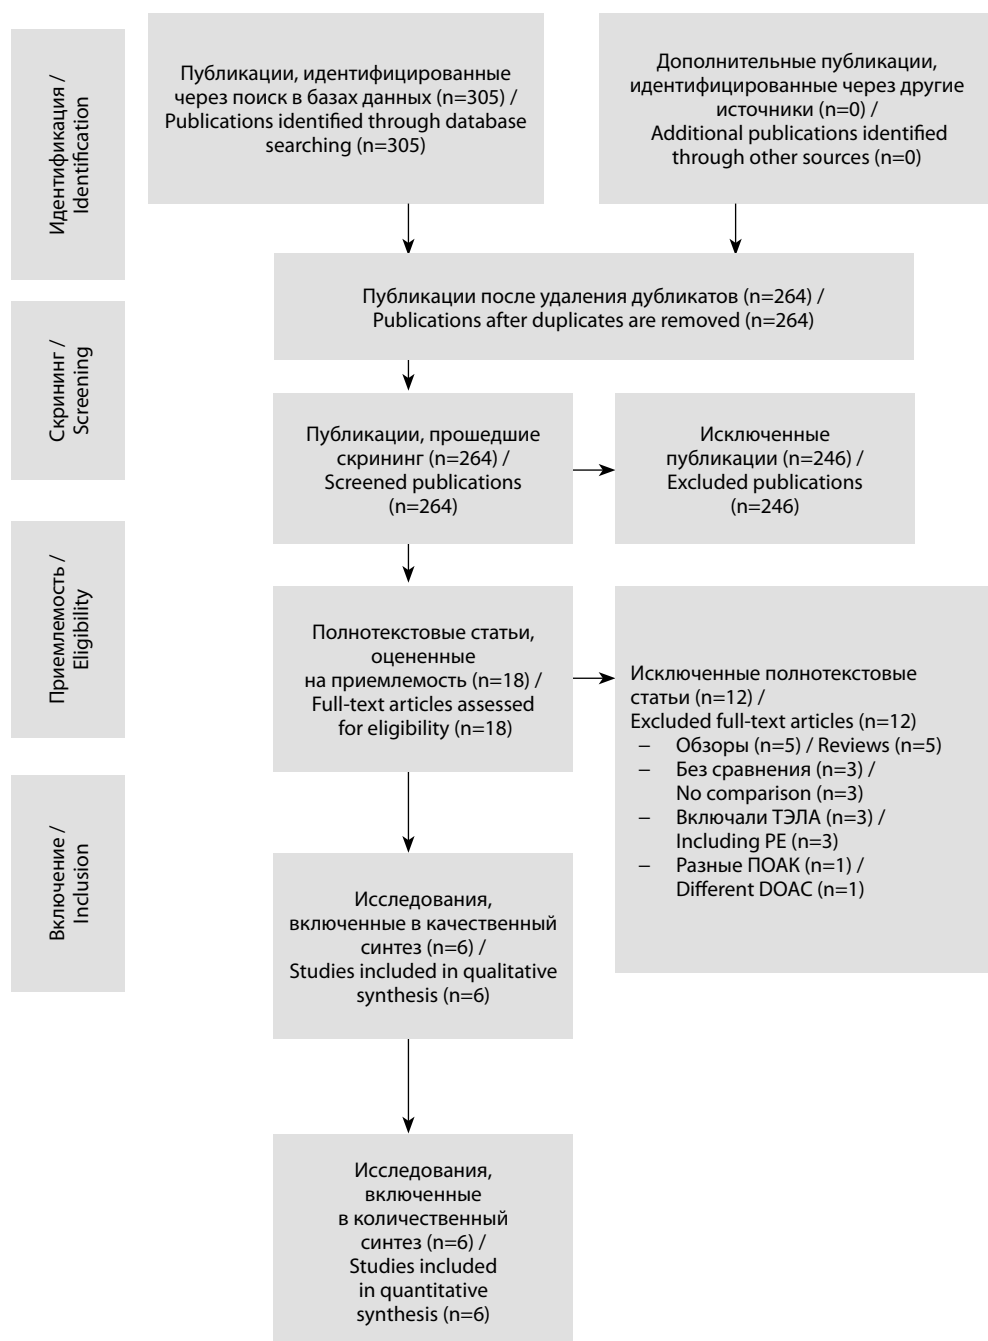 Идентификация /
Identification
Публикации, идентифицированные
через поиск в базах данных (n=305) /
Publications identified through database
searching (n=305)
Дополнительные публикации,
идентифицированные через другие
источники (n=0) /
Additional publications identified
through other sources (n=0)
Публикации после удаления дубликатов (n=264) /
Publications after duplicates are removed (n=264)
Скрининг /
Screening
Публикации, прошедшие
скрининг (n=264) /
Screened publications
(n=264)
Исключенные
публикации (n=246) /
Excluded publications
(n=246)
Приемлемость /
Eligibility
Полнотекстовые статьи,
оцененные
на приемлемость (n=18) /
Full-text articles assessed
for eligibility (n=18)
Исключенные полнотекстовые
статьи (n=12) /
Excluded full-text articles (n=12)
– Обзоры (n=5) / Reviews (n=5)
– Без сравнения (n=3) /
No comparison (n=3)
– Включали ТЭЛА (n=3) /
Including PE (n=3)
– Разные ПОАК (n=1) /
Different DOAC (n=1)
Включение /
Inclusion
Исследования,
включенные в качественный
синтез (n=6) /
Studies included in qualitative
synthesis (n=6)
Исследования,
включенные
в количественный
синтез (n=6) /
Studies included
in quantitative
synthesis (n=6)